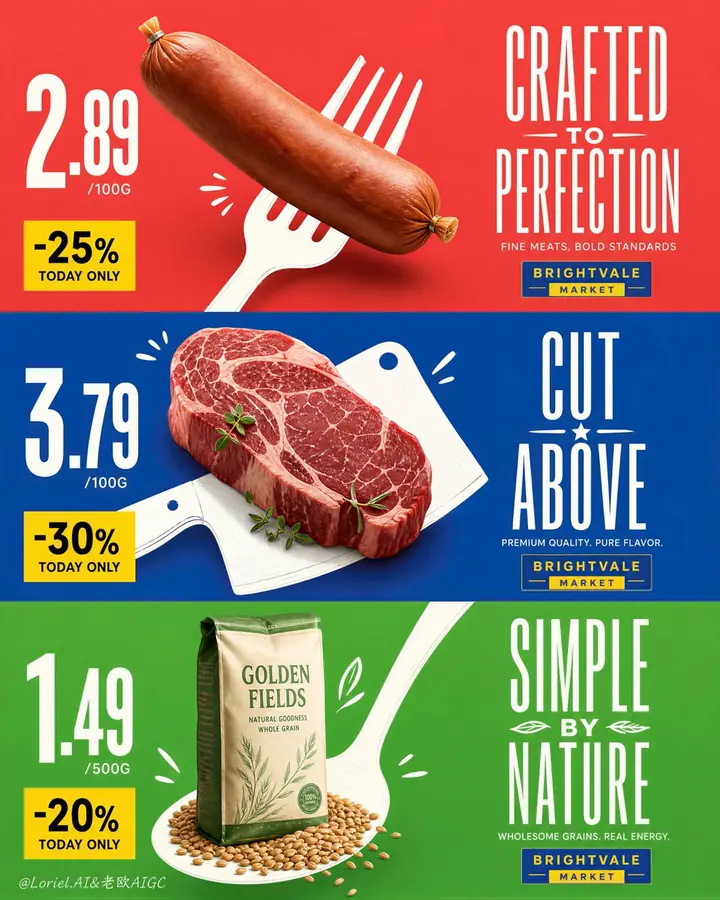 2.89
/100G
-25%
TODAY ONLY
CRAFTED
TO
PERFECTION
FINE MEATS, BOLD STANDARDS
BRIGHTVALE
MARKET
3.79
/100G
-30%
TODAY ONLY
CUT
ABOVE
PREMIUM QUALITY. PURE FLAVOR.
BRIGHTVALE
MARKET
1.49
/500G
-20%
TODAY ONLY
GOLDEN
FIELDS
NATURAL GOODNESS
WHOLE GRAIN
100%
SIMPLE
BY
NATURE
WHOLESOME GRAINS. REAL ENERGY.
BRIGHTVALE
MARKET
@Loriel.AI&老欧AIGC